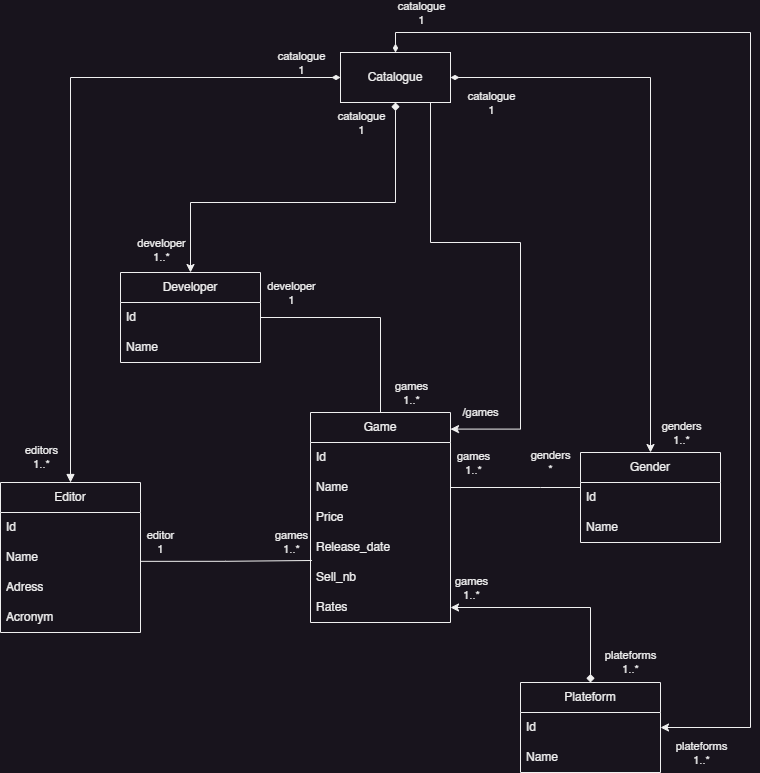 catalogue
1
catalogue
1
Catalogue
catalogue
1
catalogue
1
developer
1..*
Developer
Id
Name
developer
1
games
1..*
/games
Game
Id
Name
Price
Release_date
Sell_nb
Rates
editors
1..*
Editor
Id
Name
Adress
Acronym
editor
1
games
1..*
games
1..*
genders
*
genders
1..*
Gender
Id
Name
games
1..*
plateforms
1..*
Plateform
Id
Name
plateforms
1..*